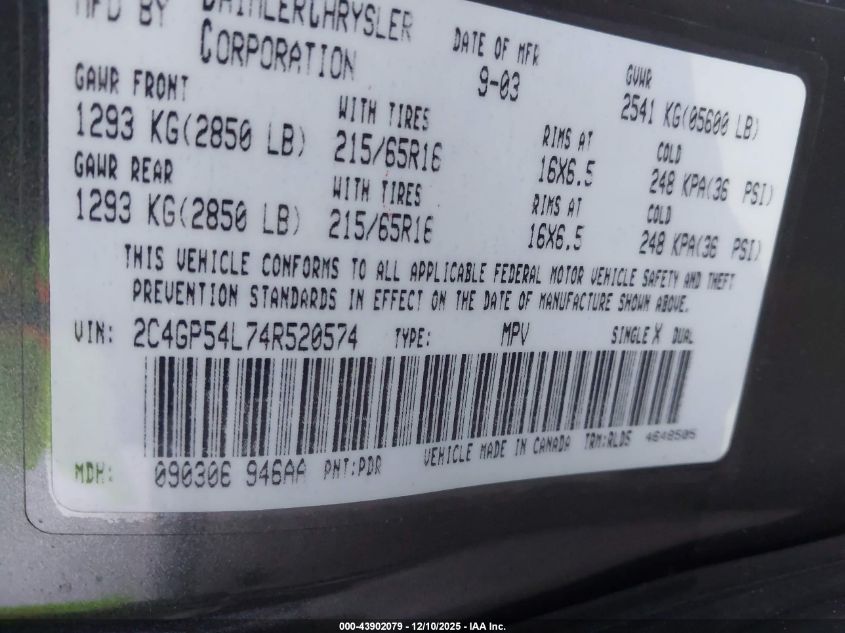 MFD BY DAIMLERCHRYSLER CORPORATION DATE OF MFR 9-03 GVWR 2541 KG(05600 LB)
GAWR FRONT 1293 KG(2850 LB) WITH TIRES 215/65R16 RIMS AT 16X6.5 COLD 248 KPA(36 PSI)
GAWR REAR 1293 KG(2850 LB) WITH TIRES 215/65R16 RIMS AT 16X6.5 COLD 248 KPA(36 PSI)
THIS VEHICLE CONFORMS TO ALL APPLICABLE FEDERAL MOTOR VEHICLE SAFETY AND THEFT
PREVENTION STANDARDS IN EFFECT ON THE DATE OF MANUFACTURE SHOWN ABOVE.
VIN: 2C4GP54L74R520574 TYPE: MPV SINGLE X DUAL
MDH: 090306 946AA PNT:PDR VEHICLE MADE IN CANADA TRM:RLD5 4648505
000-43902079 - 12/10/2025 - IAA Inc.